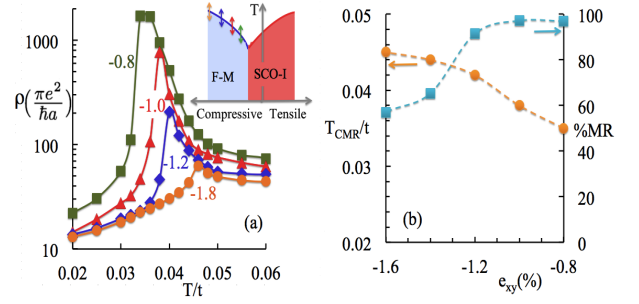 (a)
1000
100
10
ρ(πe²/ħa)
-0.8
-1.0
-1.2
-1.8
T
F-M
SCO-I
Compressive
Tensile
(a)
0.02
0.03
0.04
0.05
0.06
T/t
0.05
0.04
0.03
0.02
T_CMR/t
100
80
60
40
20
0
%MR
(b)
-1.6
-1.2
-0.8
e_xy(%)